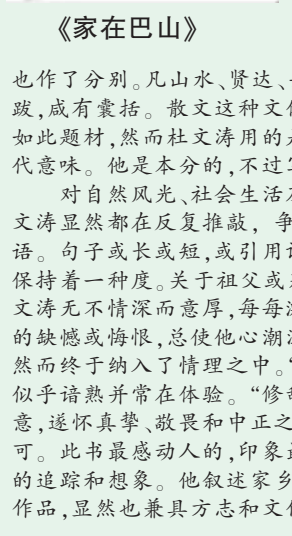 《家在巴山》
也作了分别。凡山水、贤达、
跋,咸有囊括。散文这种文
如此题材,然而杜文涛用的
代意味。他是本分的,不过
对自然风光、社会生活
文涛显然都在反复推敲,争
语。句子或长或短,或引用
保持着一种度。关于祖父或
文涛无不情深而意厚,每每
的缺憾或悔恨,总使他心潮
然而终于纳入了情理之中。“
似乎谙熟并常在体验。“修
意,遂怀真挚、敬畏和中正之
可。此书最感动人的,印象
的追踪和想象。他叙述家乡
作品,显然也兼具方志和文